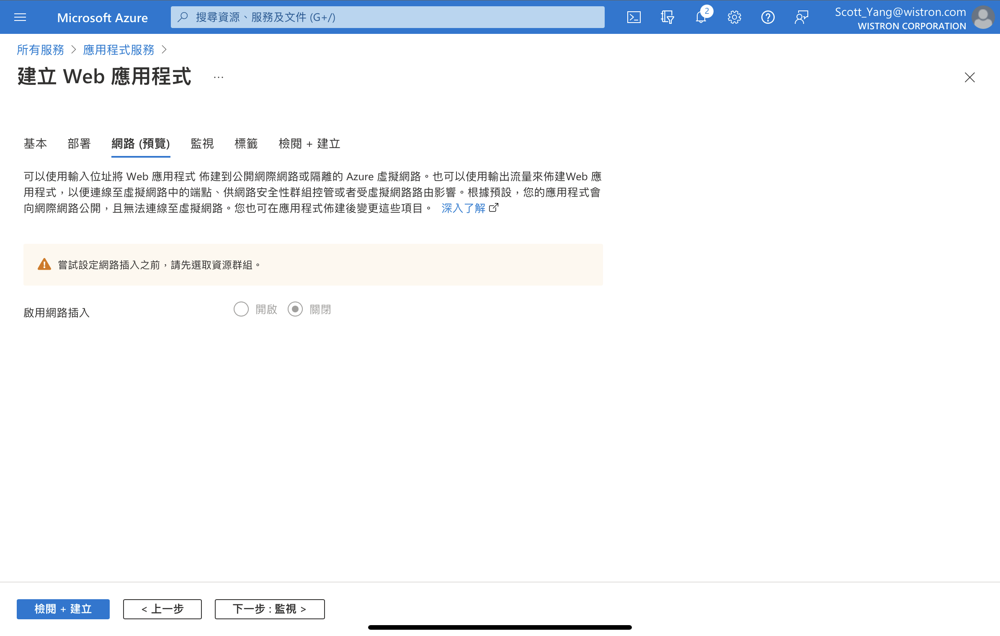 Microsoft Azure
搜尋資源、服務及文件 (G+/)
2
Scott_Yang@wistron.com
WISTRON CORPORATION
所有服務 > 應用程式服務 >
建立 Web 應用程式 ...
基本 部署 網路 (預覽) 監視 標籤 檢閱 + 建立
可以使用輸入位址將 Web 應用程式 佈建到公開網際網路或隔離的 Azure 虛擬網路。也可以使用輸出流量來佈建Web 應
用程式，以便連線至虛擬網路中的端點、供網路安全性群組控管或者受虛擬網路路由影響。根據預設，您的應用程式會
向網際網路公開，且無法連線至虛擬網路。您也可在應用程式佈建後變更這些項目。 深入了解
嘗試設定網路插入之前，請先選取資源群組。
啟用網路插入 開啟 關閉
檢閱 + 建立 < 上一步 下一步 : 監視 >